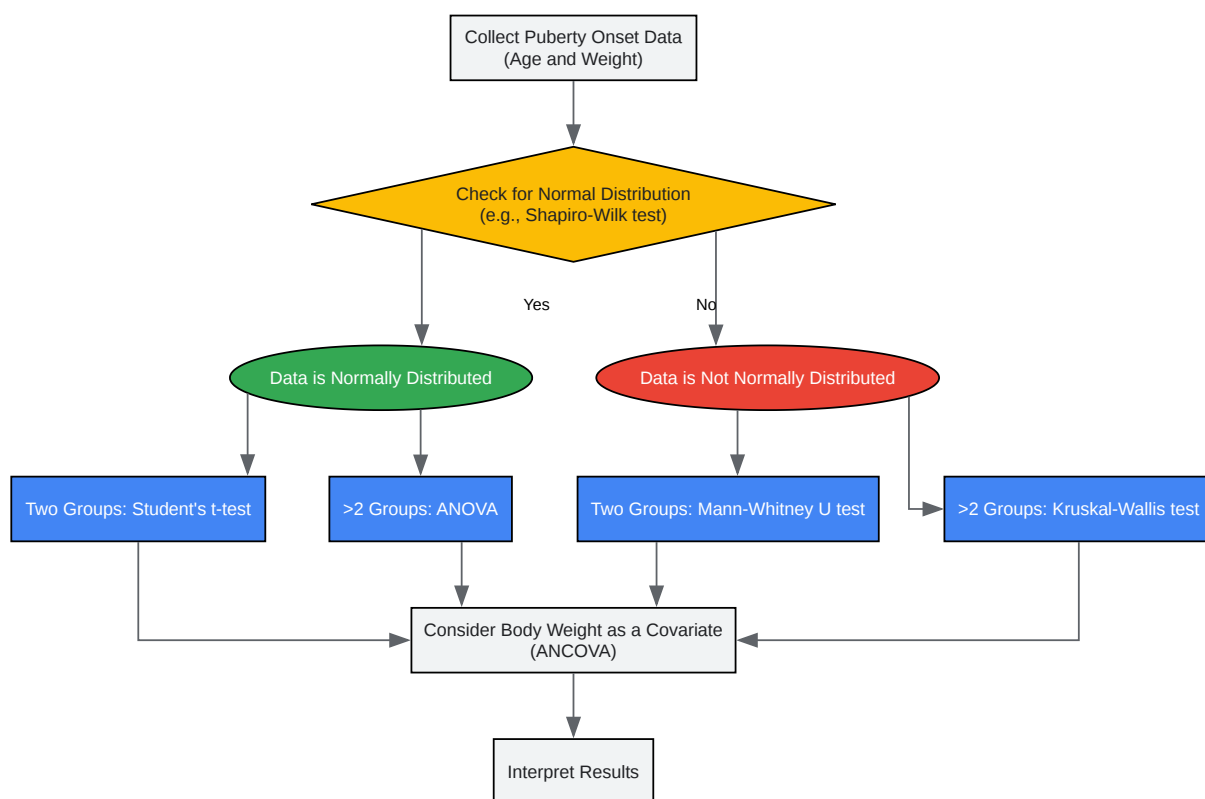 Collect Puberty Onset Data
(Age and Weight)
Check for Normal Distribution
(e.g., Shapiro-Wilk test)
Yes
No
Data is Normally Distributed
Data is Not Normally Distributed
Two Groups: Student's t-test
>2 Groups: ANOVA
Two Groups: Mann-Whitney U test
>2 Groups: Kruskal-Wallis test
Consider Body Weight as a Covariate
(ANCOVA)
Interpret Results